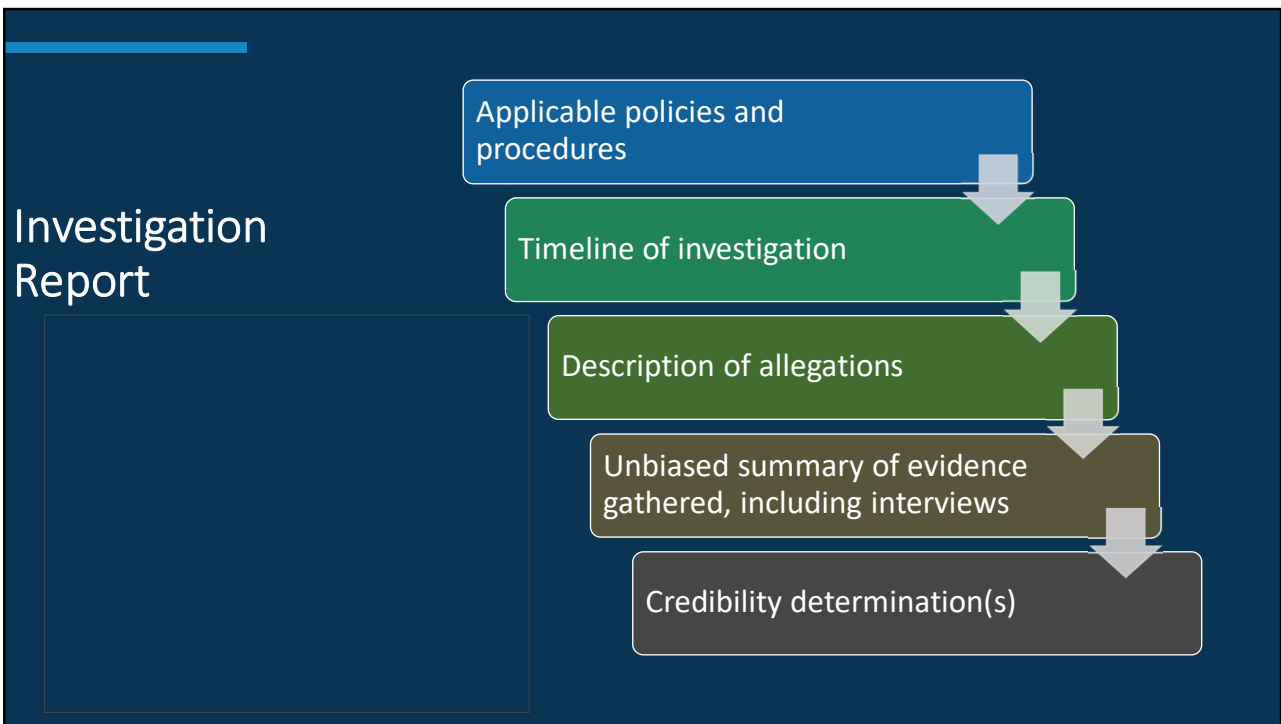 Investigation
Report
Applicable policies and
procedures
Timeline of investigation
Description of allegations
Unbiased summary of evidence
gathered, including interviews
Credibility determination(s)